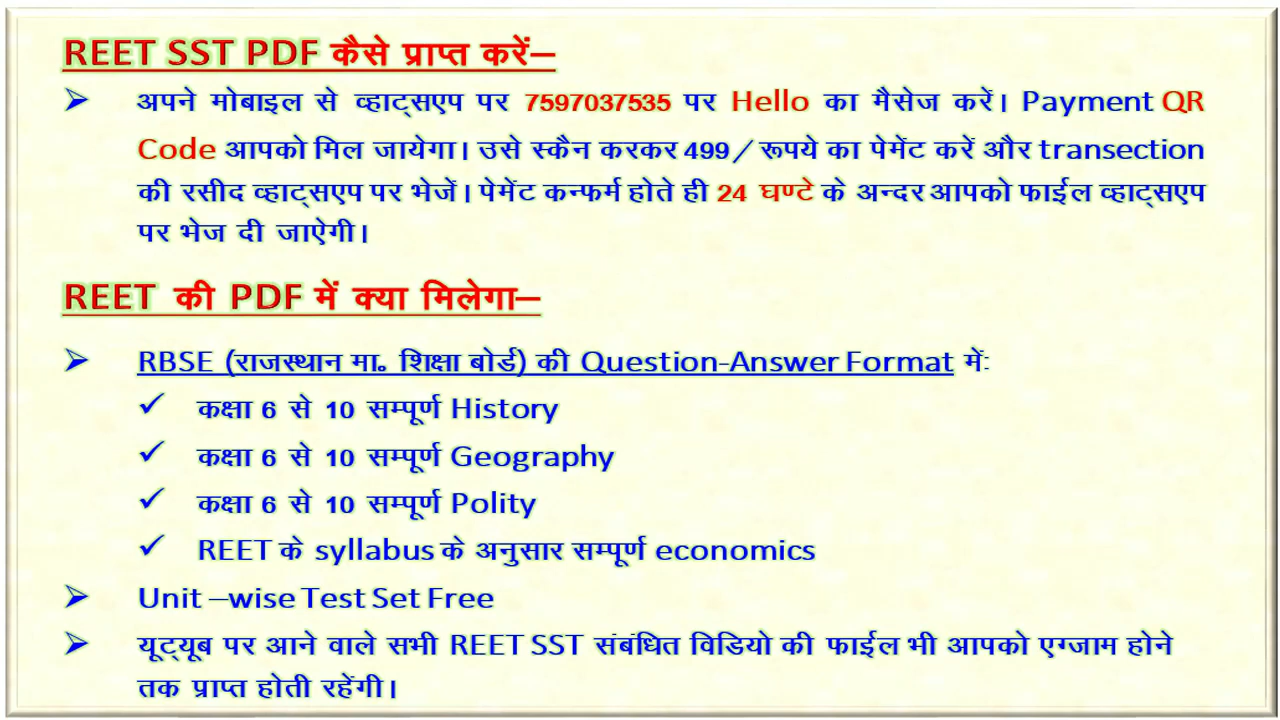 REET SST PDF कैसे प्राप्त करें–
➢ अपने मोबाइल से व्हाट्सएप पर 7597037535 पर Hello का मैसेज करें। Payment QR
Code आपको मिल जायेगा। उसे स्कैन करकर 499/ रूपये का पेमेंट करें और transection
की रसीद व्हाट्सएप पर भेजें। पेमेंट कन्फर्म होते ही 24 घण्टे के अन्दर आपको फाईल व्हाट्सएप
पर भेज दी जाऐगी।
REET की PDF में क्या मिलेगा–
➢ RBSE (राजस्थान मा॰ शिक्षा बोर्ड) की Question-Answer Format में:
✓ कक्षा 6 से 10 सम्पूर्ण History
✓ कक्षा 6 से 10 सम्पूर्ण Geography
✓ कक्षा 6 से 10 सम्पूर्ण Polity
✓ REET के syllabus के अनुसार सम्पूर्ण economics
➢ Unit –wise Test Set Free
➢ यूट्यूब पर आने वाले सभी REET SST संबंधित विडियो की फाईल भी आपको एग्जाम होने
तक प्राप्त होती रहेंगी।